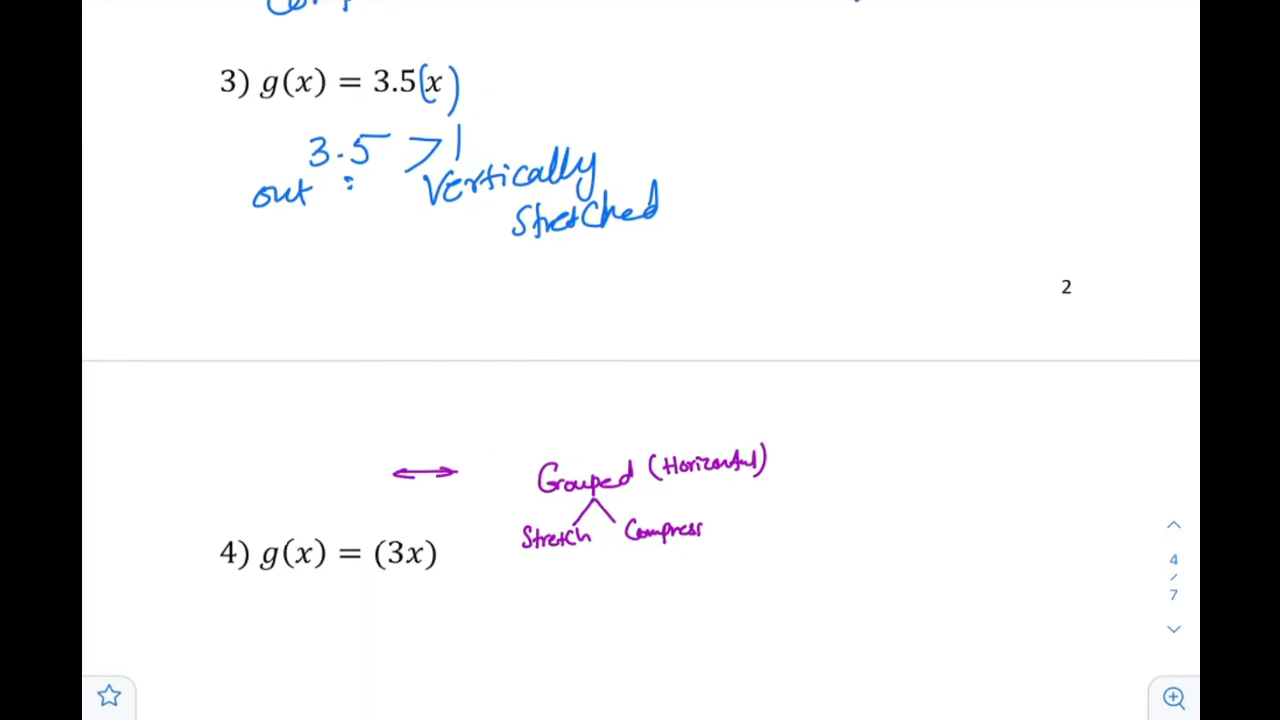 3) g(x) = 3.5(x)
3.5 > 1
out : Vertically
Stretched
2
Grouped (Horizontal)
Stretch Compress
4) g(x) = (3x)
4
/
7